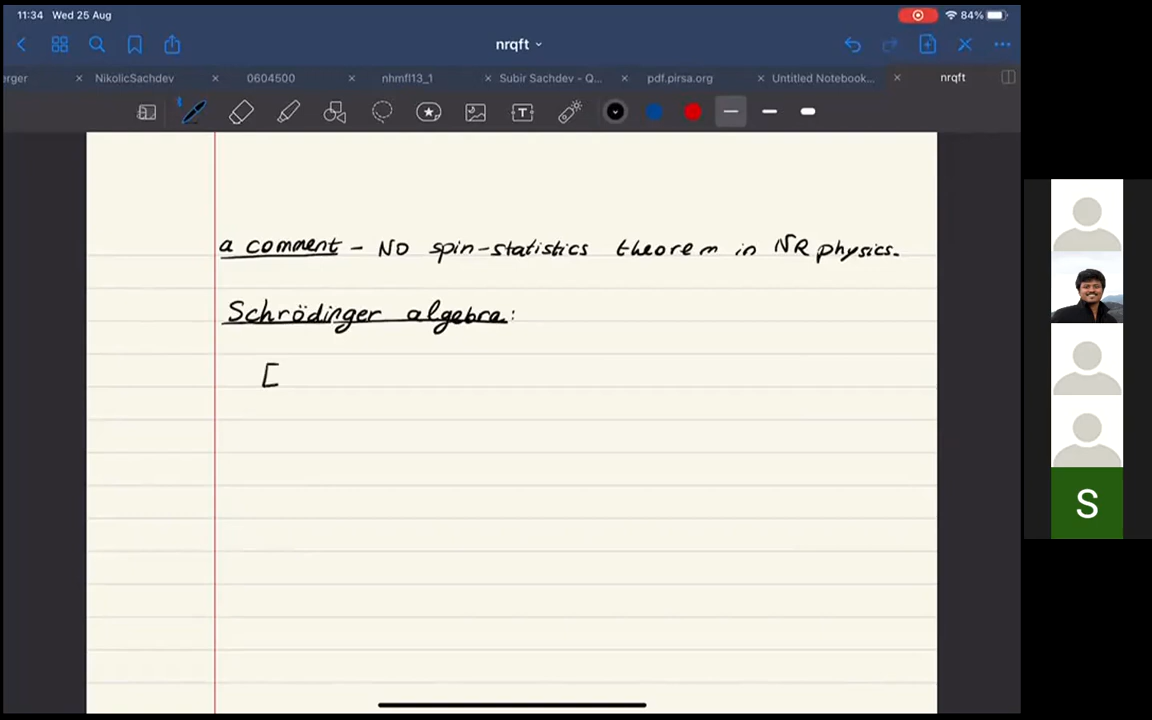 11:34 Wed 25 Aug
84%
nrqft
erger
NikolicSachdev
0604500
nhmfl13_1
Subir Sachdev - Q...
pdf.pirsa.org
Untitled Notebook...
nrqft
a comment - NO spin-statistics theorem in NR physics.
Schrödinger algebra:
[
S